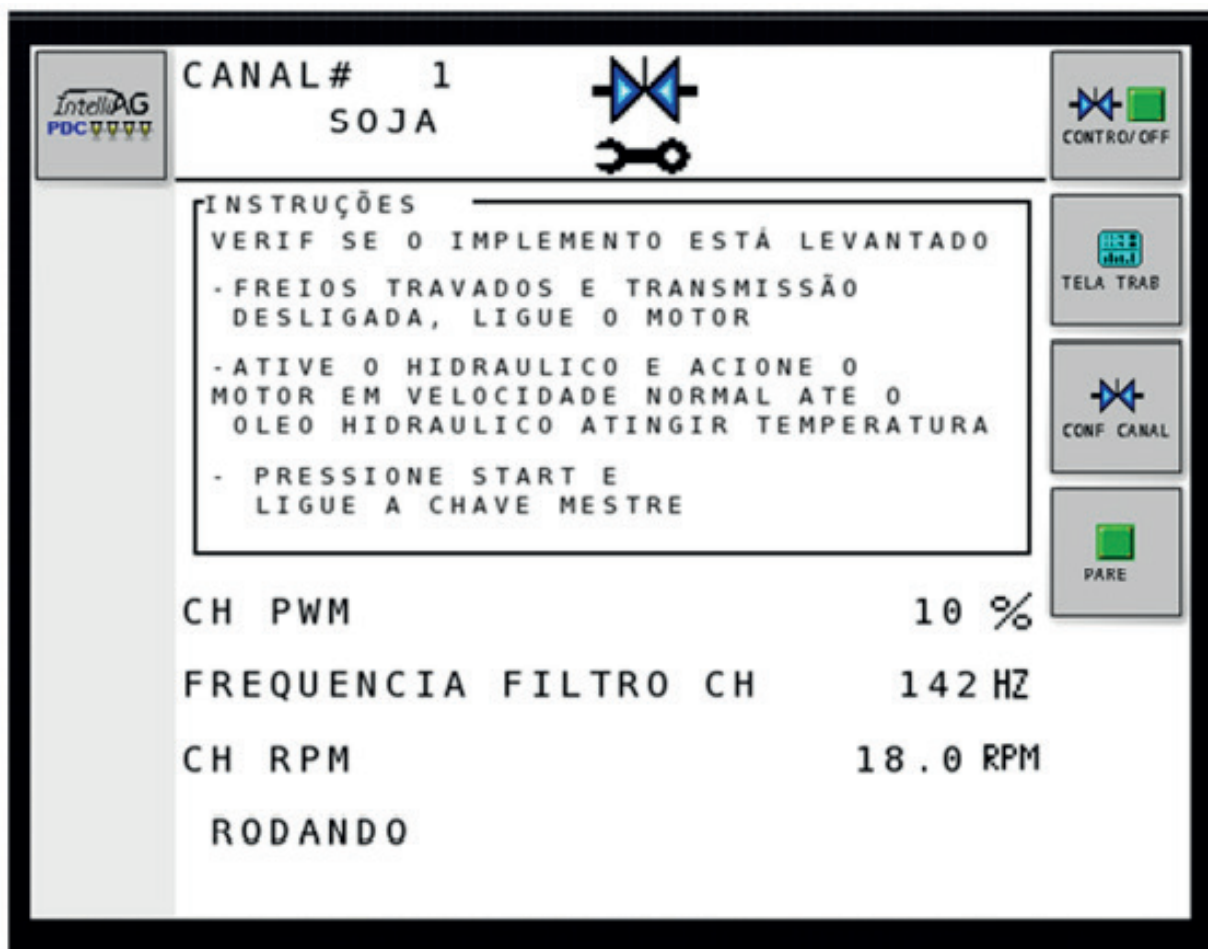 IntelliAG
PDC
CANAL# 1
SOJA
CONTRO/OFF
INSTRUÇÕES
VERIF SE O IMPLEMENTO ESTÁ LEVANTADO
-FREIOS TRAVADOS E TRANSMISSÃO
DESLIGADA, LIGUE O MOTOR
-ATIVE O HIDRAULICO E ACIONE O
MOTOR EM VELOCIDADE NORMAL ATE O
OLEO HIDRAULICO ATINGIR TEMPERATURA
- PRESSIONE START E
LIGUE A CHAVE MESTRE
TELA TRAB
CONF CANAL
PARE
CH PWM 10 %
FREQUENCIA FILTRO CH 142 HZ
CH RPM 18.0 RPM
RODANDO